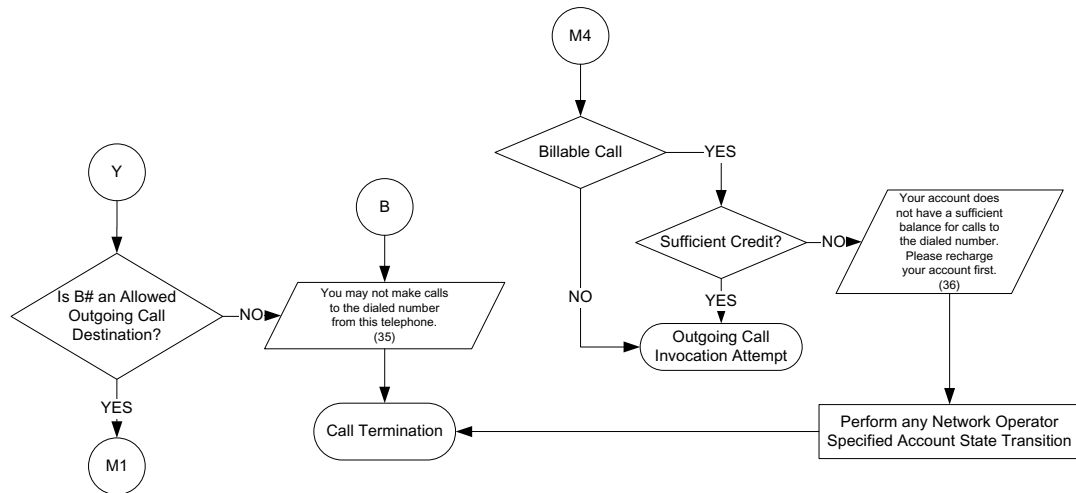 Y
Is B# an Allowed
Outgoing Call
Destination?
NO
YES
M1
B
You may not make calls
to the dialed number
from this telephone.
(35)
Call Termination
M4
Billable Call
YES
NO
Sufficient Credit?
NO
YES
Outgoing Call
Invocation Attempt
Your account does
not have a sufficient
balance for calls to
the dialed number.
Please recharge
your account first.
(36)
Perform any Network Operator
Specified Account State Transition